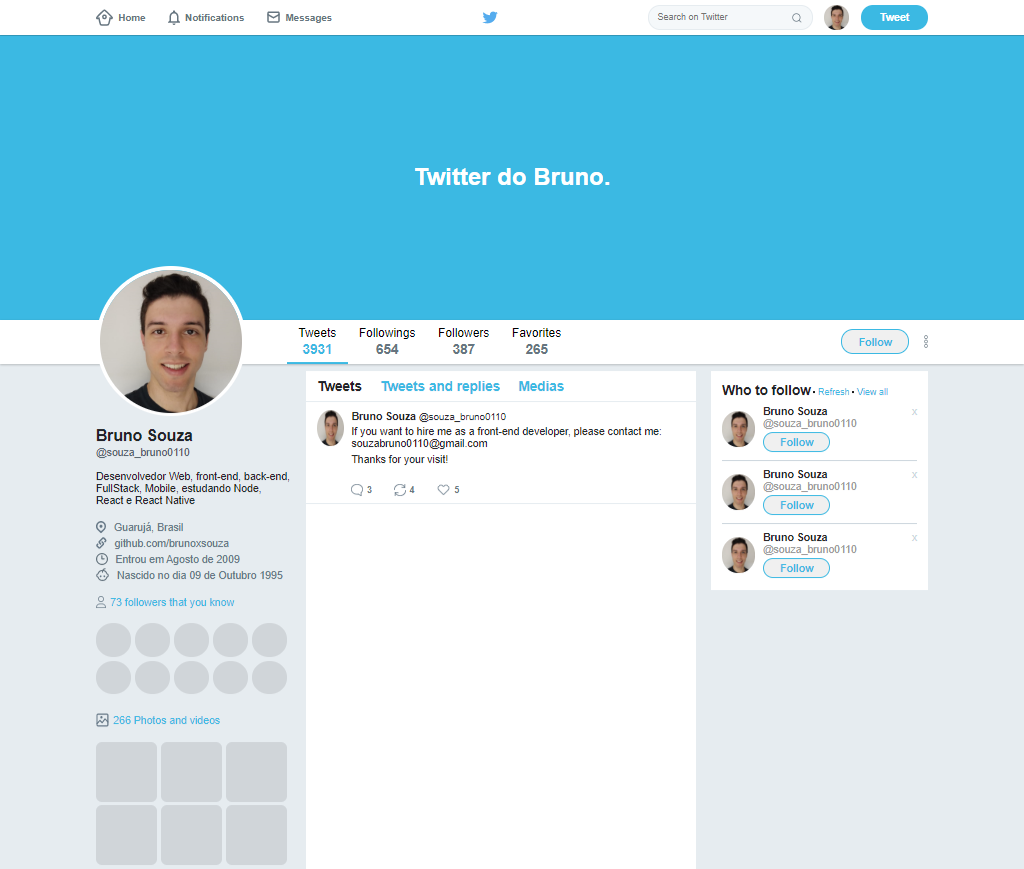 Home
Notifications
Messages
Search on Twitter
Tweet
Twitter do Bruno.
Tweets
3931
Followings
654
Followers
387
Favorites
265
Follow
Bruno Souza
@souza_bruno0110
Desenvolvedor Web, front-end, back-end,
FullStack, Mobile, estudando Node,
React e React Native
Guarujá, Brasil
github.com/brunoxsouza
Entrou em Agosto de 2009
Nascido no dia 09 de Outubro 1995
73 followers that you know
266 Photos and videos
Tweets Tweets and replies Medias
Bruno Souza @souza_bruno0110
If you want to hire me as a front-end developer, please contact me:
souzabruno0110@gmail.com
Thanks for your visit!
3 4 5
Who to follow • Refresh • View all
Bruno Souza x
@souza_bruno0110
Follow
Bruno Souza x
@souza_bruno0110
Follow
Bruno Souza x
@souza_bruno0110
Follow